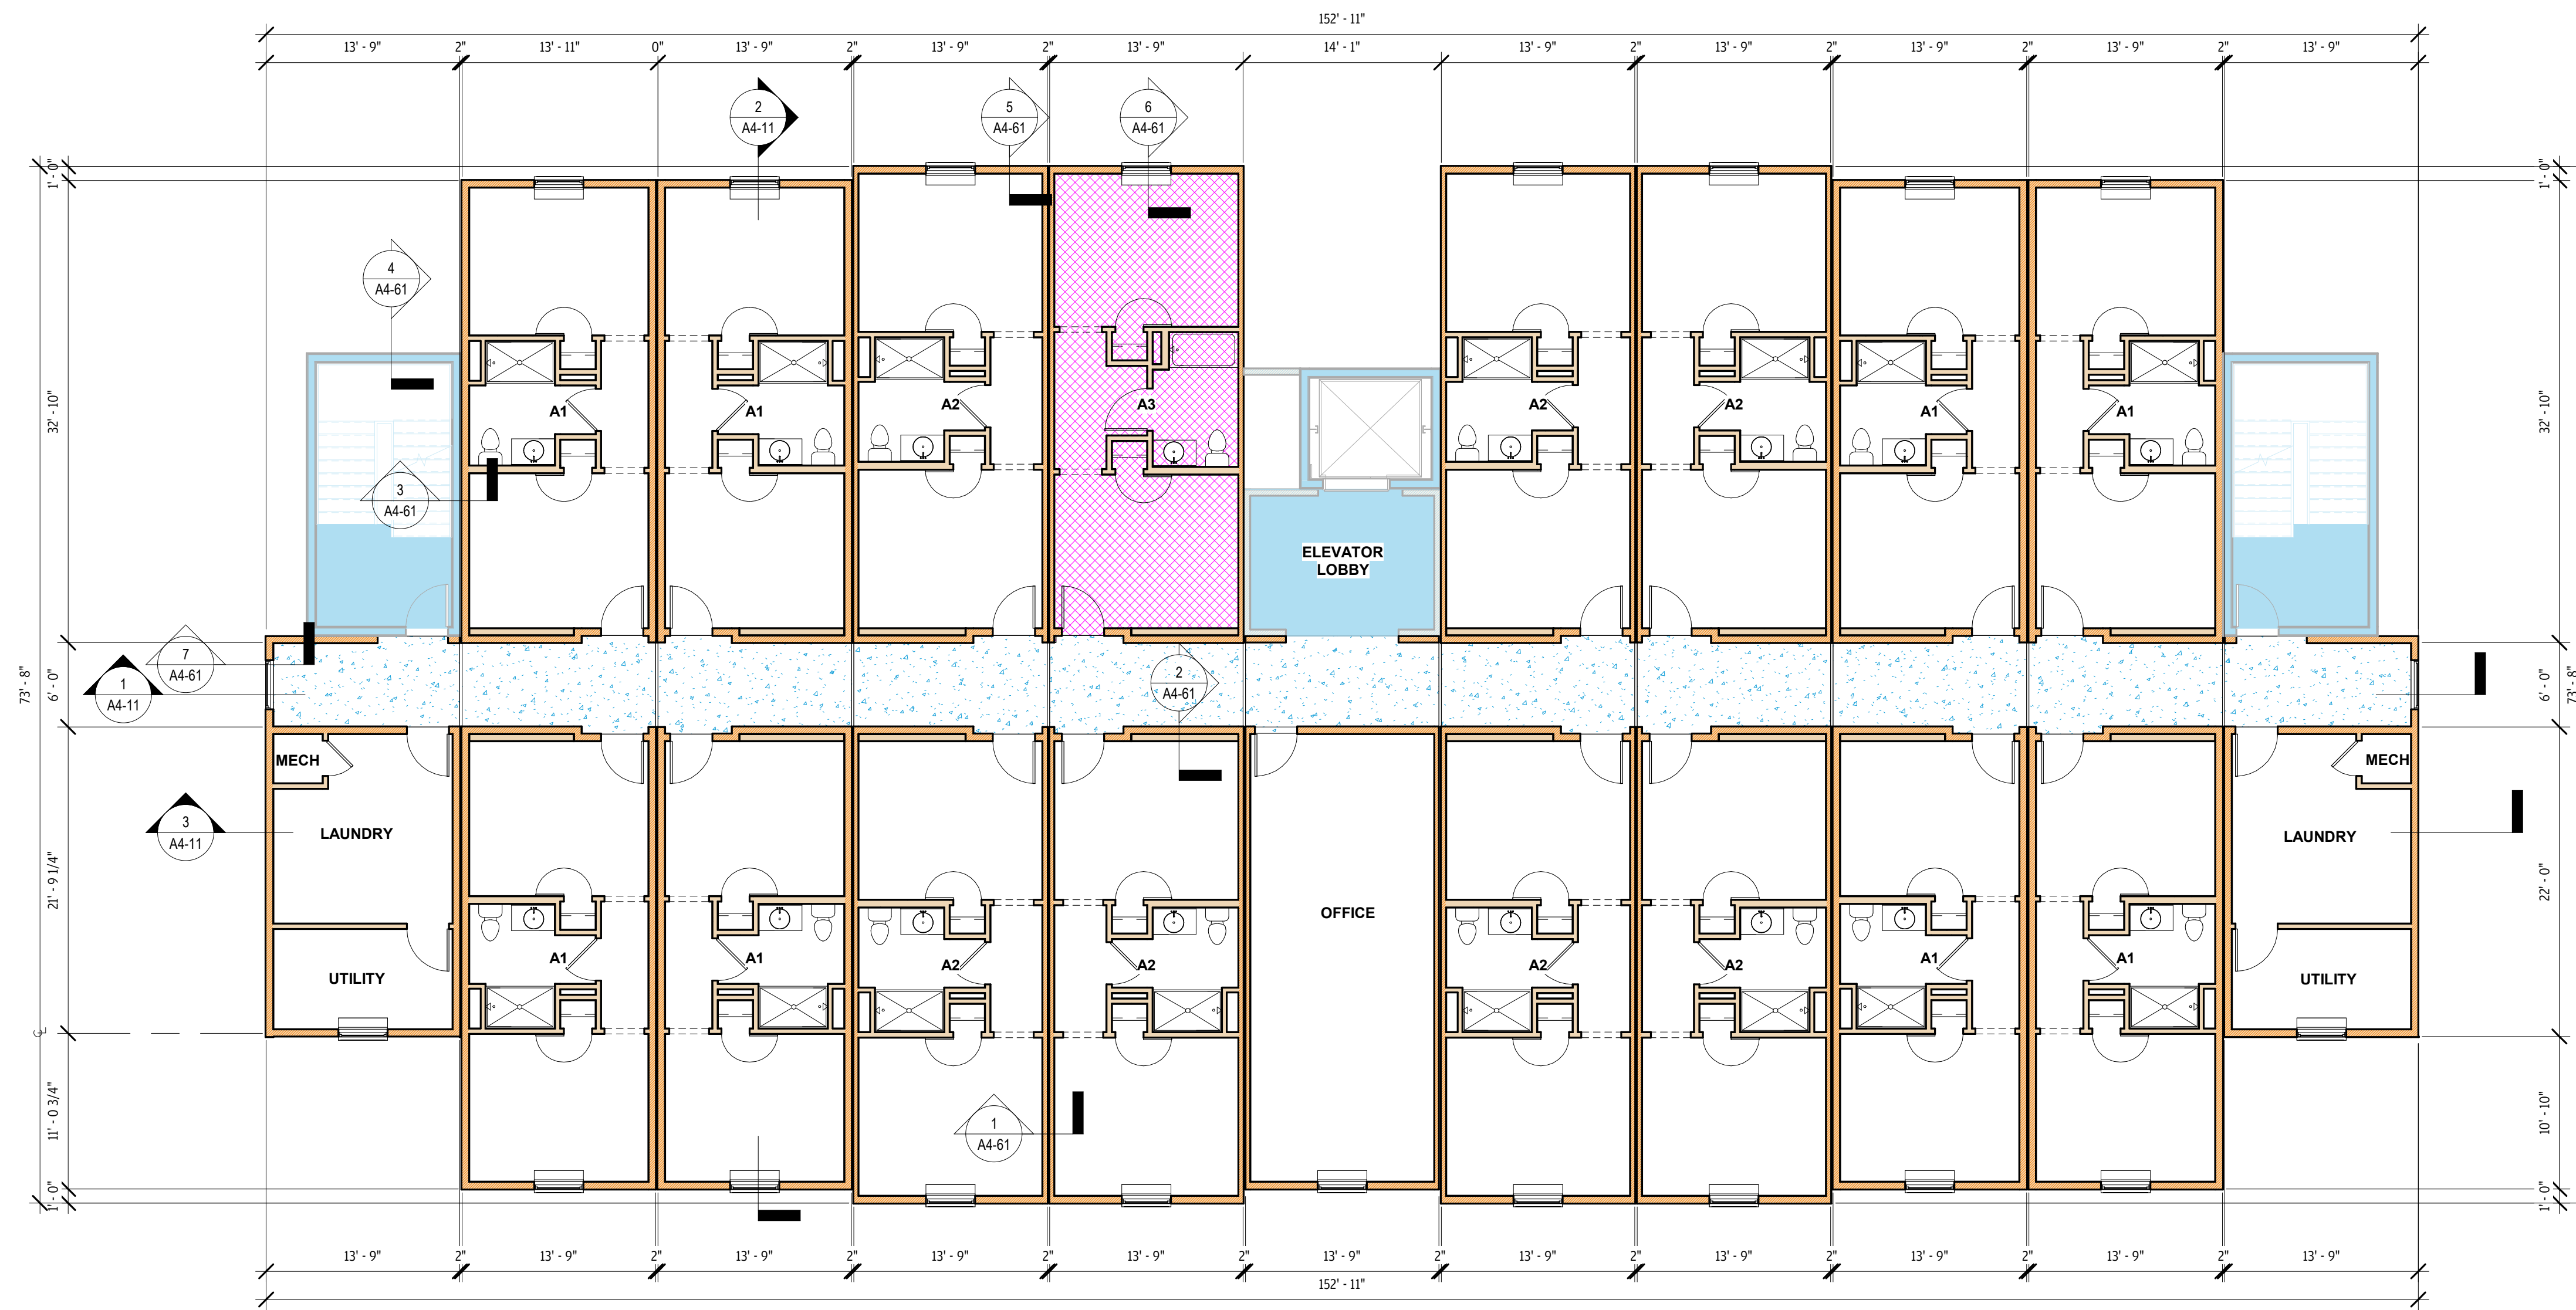 152' - 11"
13' - 9" 2" 13' - 11" 0" 13' - 9" 2" 13' - 9" 2" 13' - 9" 14' - 1" 13' - 9" 2" 13' - 9" 2" 13' - 9" 2" 13' - 9" 2" 13' - 9"
2
A4-11
5
A4-61
6
A4-61
1' - 0"
1' - 0"
4
A4-61
32' - 10"
A1
A1
A2
A3
A2
A2
A1
A1
32' - 10"
3
A4-61
ELEVATOR
LOBBY
7
A4-61
1
A4-11
2
A4-61
73' - 8"
6' - 0"
6' - 0"
73' - 8"
MECH
MECH
3
A4-11
LAUNDRY
LAUNDRY
21' - 9 1/4"
22' - 0"
OFFICE
A1
A1
A2
A2
A2
A2
A1
A1
UTILITY
UTILITY
CL
11' - 0 3/4"
10' - 10"
1
A4-61
1' - 0"
1' - 0"
13' - 9" 2" 13' - 9" 2" 13' - 9" 2" 13' - 9" 2" 13' - 9" 2" 13' - 9" 2" 13' - 9" 2" 13' - 9" 2" 13' - 9" 2" 13' - 9" 2" 13' - 9"
152' - 11"